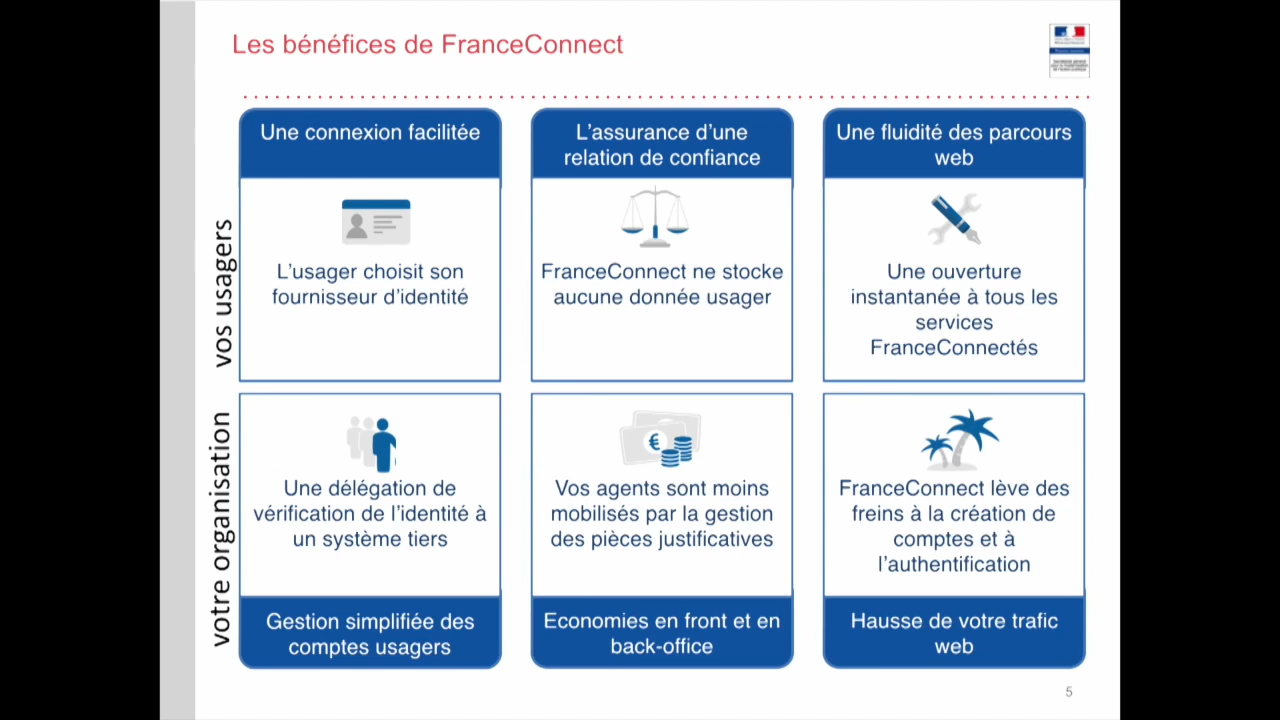 Les bénéfices de FranceConnect
Une connexion facilitée
L'assurance d'une
relation de confiance
Une fluidité des parcours
web
vos usagers
L'usager choisit son
fournisseur d'identité
FranceConnect ne stocke
aucune donnée usager
Une ouverture
instantanée à tous les
services
FranceConnectés
votre organisation
Une délégation de
vérification de l'identité à
un système tiers
€
Vos agents sont moins
mobilisés par la gestion
des pièces justificatives
FranceConnect lève des
freins à la création de
comptes et à
l'authentification
Gestion simplifiée des
comptes usagers
Economies en front et en
back-office
Hausse de votre trafic
web
5